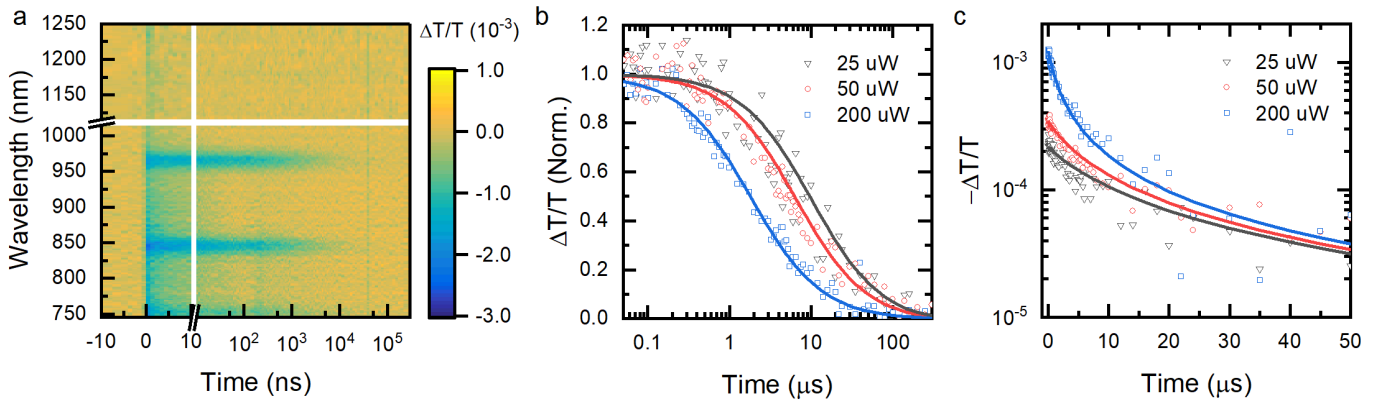 a
ΔT/T (10⁻³)
1250
1200
1150
1100
1000
950
900
850
800
750
Wavelength (nm)
-10
0
10
10²
10³
10⁴
10⁵
Time (ns)
1.0
0.0
-1.0
-2.0
-3.0
b
1.2
1.0
0.8
0.6
0.4
0.2
0.0
ΔT/T (Norm.)
25 uW
50 uW
200 uW
0.1
1
10
100
Time (μs)
c
10⁻³
10⁻⁴
10⁻⁵
−ΔT/T
25 uW
50 uW
200 uW
0
10
20
30
40
50
Time (μs)